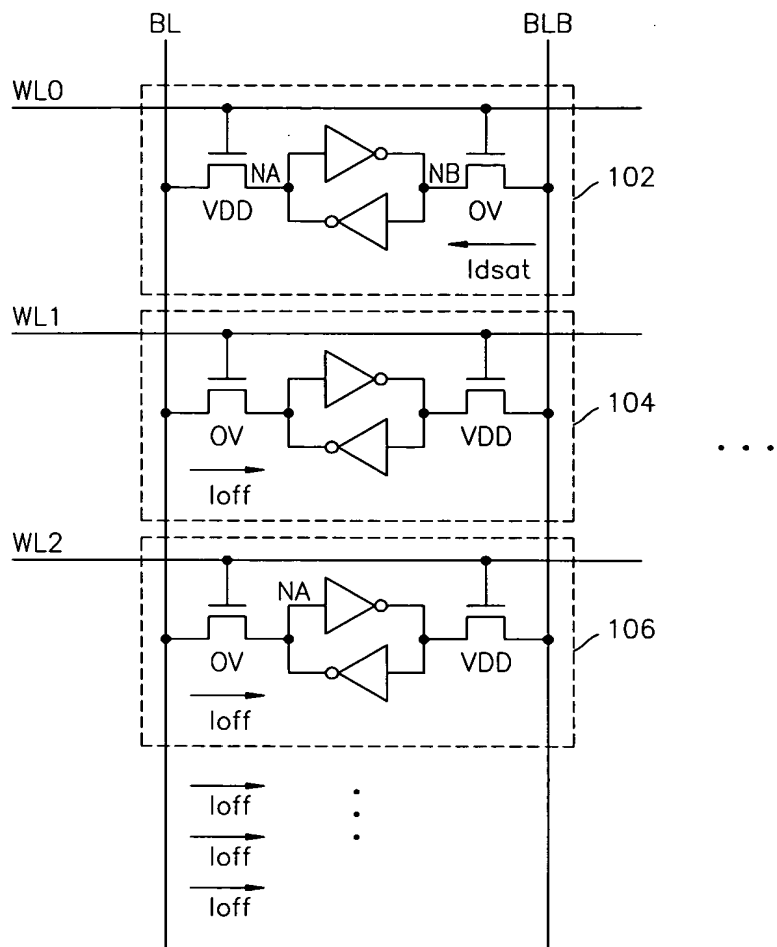 BL BLB
WL0
NA NB
VDD 0V
Idsat
102
WL1
0V VDD
Ioff
104
. . .
WL2
NA
0V VDD
Ioff
106
Ioff
Ioff
Ioff